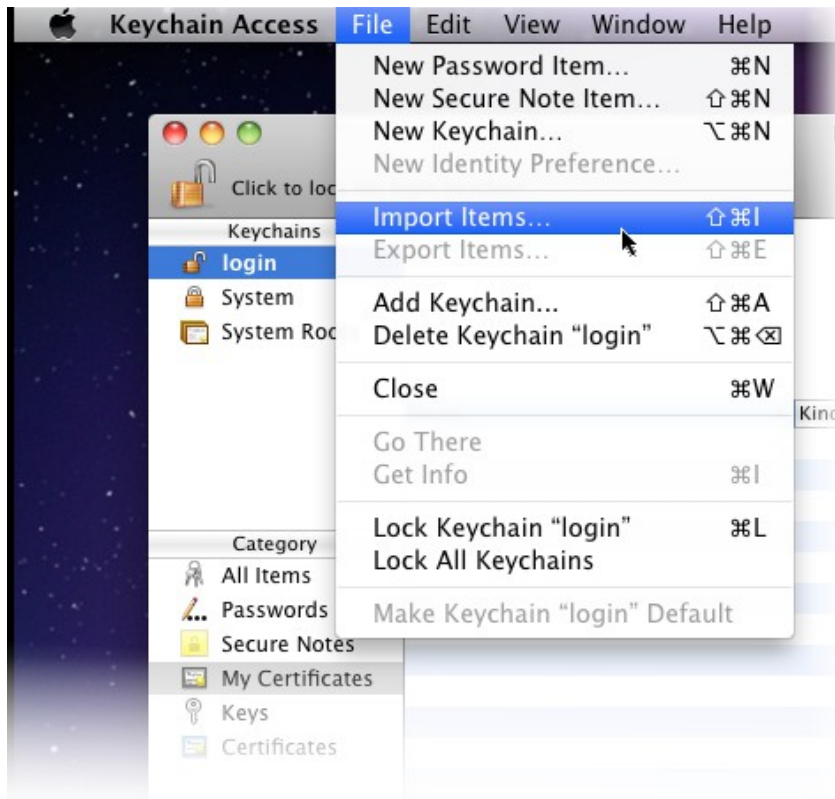 Keychain Access File Edit View Window Help
New Password Item... ⌘N
New Secure Note Item... ⇧⌘N
New Keychain... ⌥⌘N
New Identity Preference...
Click to loc
Import Items... ⇧⌘I
Export Items... ⇧⌘E
Add Keychain... ⇧⌘A
Delete Keychain “login” ⌥⌘⌫
Close ⌘W
Go There
Get Info ⌘I
Lock Keychain “login” ⌘L
Lock All Keychains
Make Keychain “login” Default
Keychains
login
System
System Roo
Kind
Category
All Items
Passwords
Secure Notes
My Certificates
Keys
Certificates